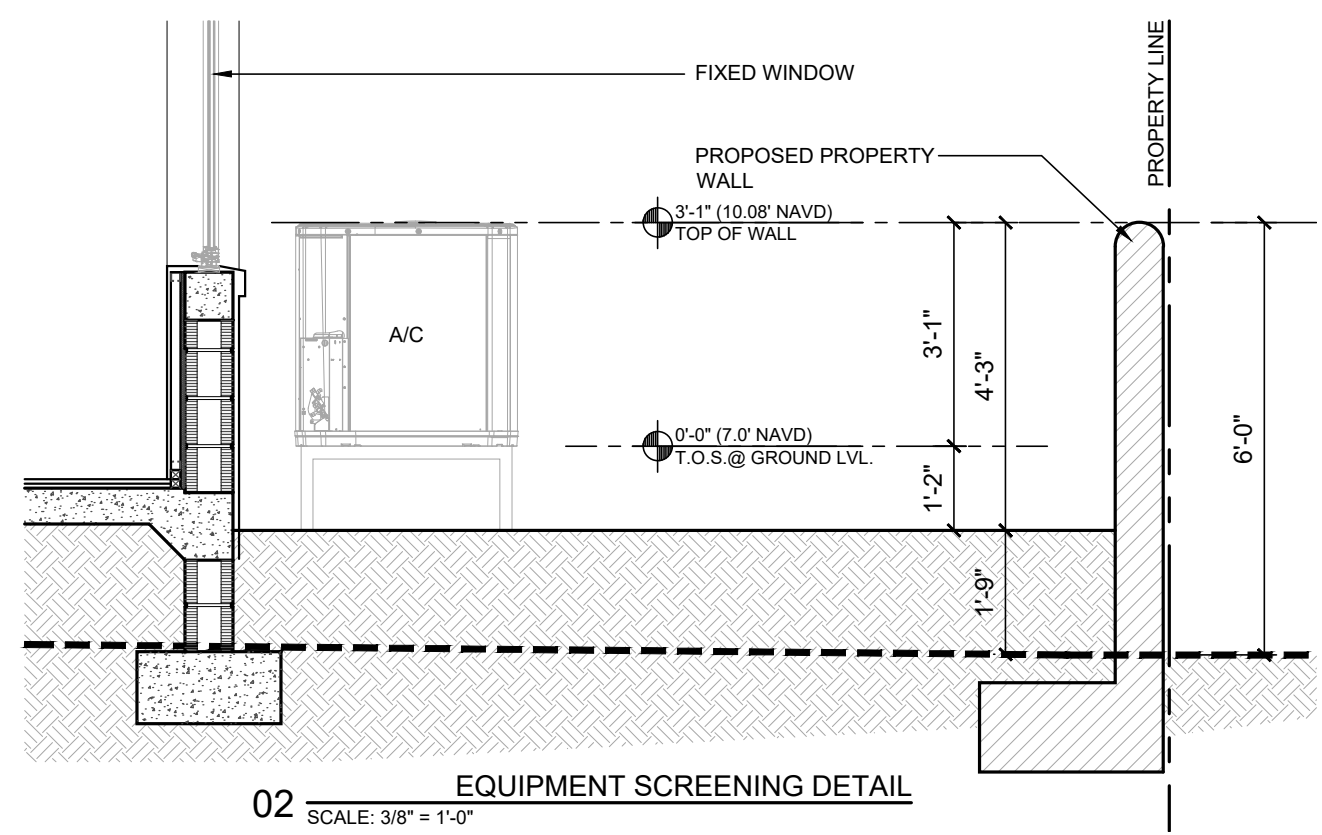 FIXED WINDOW
PROPERTY LINE
PROPOSED PROPERTY
WALL
3'-1" (10.08' NAVD)
TOP OF WALL
A/C
3'-1"
4'-3"
6'-0"
0'-0" (7.0' NAVD)
T.O.S.@ GROUND LVL.
1'-2"
1'-9"
02
EQUIPMENT SCREENING DETAIL
SCALE: 3/8" = 1'-0"